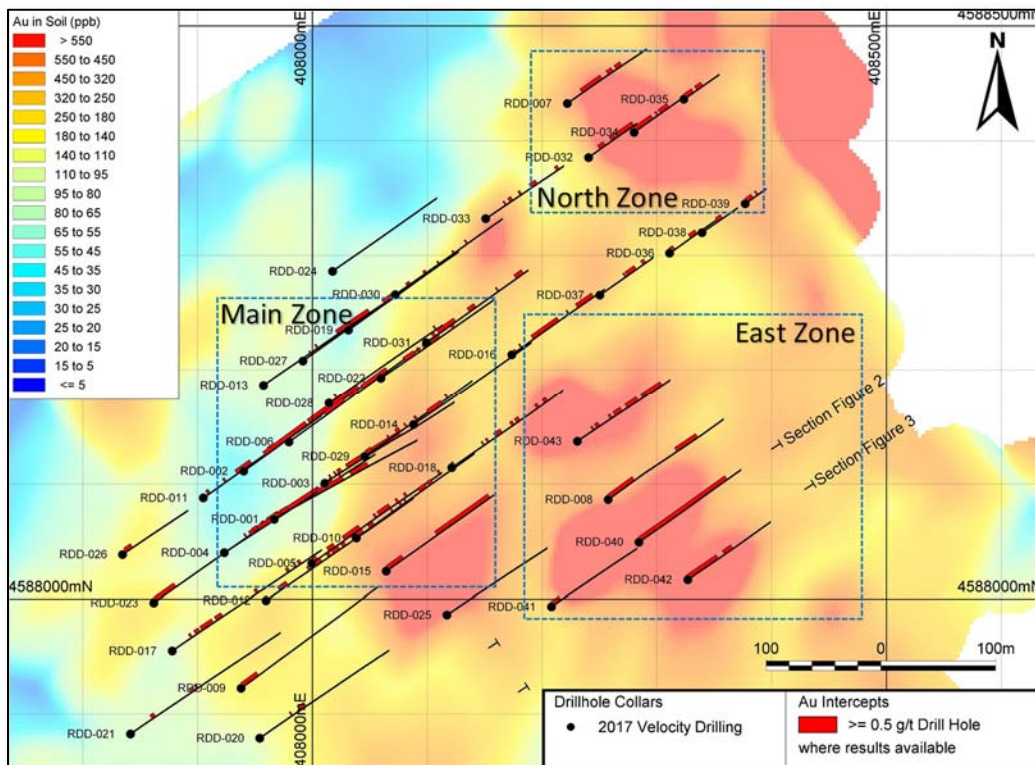 Au in Soil (ppb)
> 550
550 to 450
450 to 320
320 to 250
250 to 180
180 to 140
140 to 110
110 to 95
95 to 80
80 to 65
65 to 55
55 to 45
45 to 35
35 to 30
30 to 25
25 to 20
20 to 15
15 to 5
<= 5
408000mE
408500mE
4588500mN
N
RDD-007
RDD-035
RDD-034
RDD-032
North Zone
RDD-039
RDD-033
RDD-038
RDD-036
RDD-024
RDD-030
RDD-037
Main Zone
RDD-019
East Zone
RDD-031
RDD-016
RDD-027
RDD-022
RDD-013
RDD-028
Section Figure 2
RDD-014
RDD-006
RDD-043
Section Figure 3
RDD-029
RDD-018
RDD-002
RDD-003
RDD-011
RDD-008
RDD-001
RDD-010
RDD-040
RDD-026
RDD-004
RDD-005
RDD-015
RDD-042
4588000mN
4588000mN
RDD-023
RDD-012
RDD-025
RDD-041
RDD-017
100 0 100m
RDD-009
408000mE
RDD-021
RDD-020
Drillhole Collars
2017 Velocity Drilling
Au Intercepts
>= 0.5 g/t Drill Hole
where results available